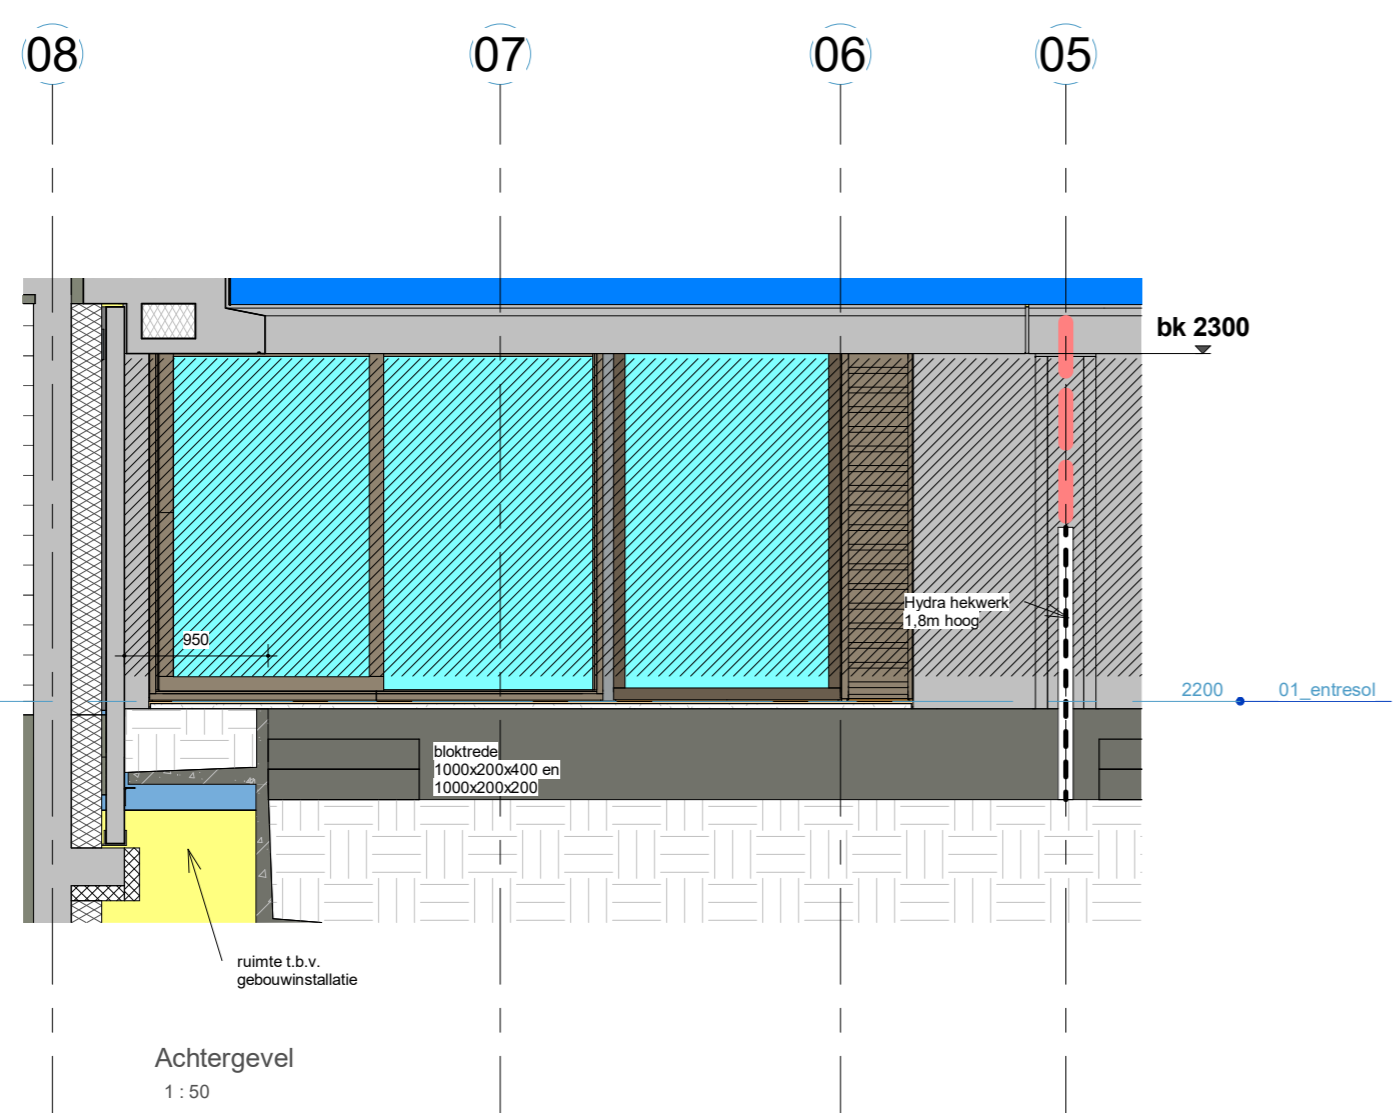 08
07
06
05
bk 2300
950
Hydra hekwerk
1,8m hoog
2200
01_entresol
bloktrede
1000x200x400 en
1000x200x200
ruimte t.b.v.
gebouwinstallatie
Achtergevel
1 : 50